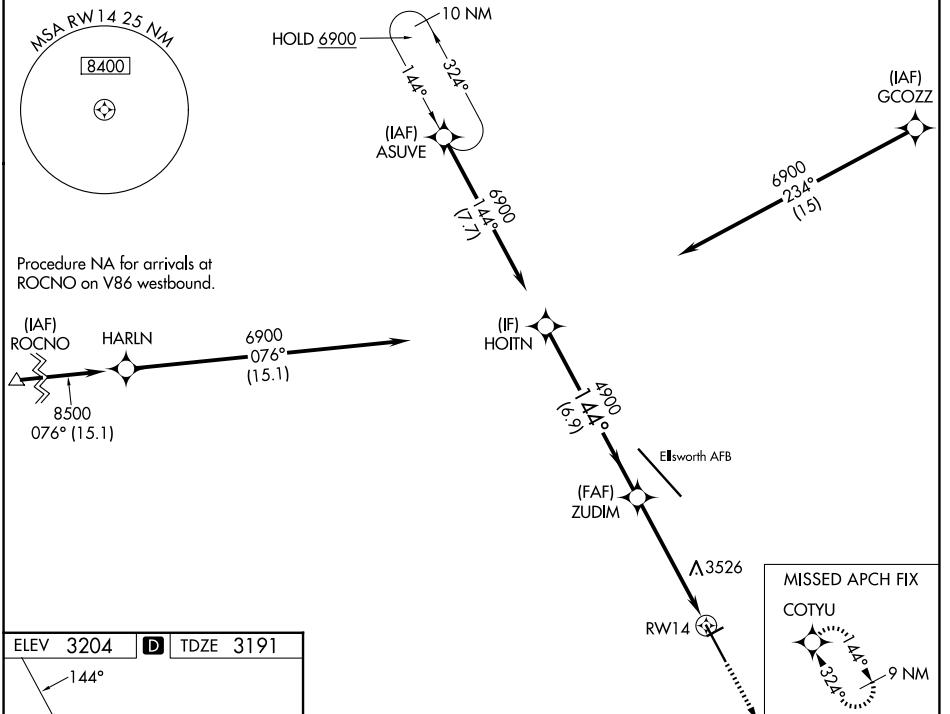 MSA RW14 25 NM
8400
HOLD 6900
10 NM
144°
324°
(IAF)
ASUVE
(IAF)
GCOZZ
6900
144°
(7.7)
6900
234°
(15)
Procedure NA for arrivals at
ROCNO on V86 westbound.
(IAF)
ROCNO
HARLN
6900
076°
(15.1)
8500
076° (15.1)
(IF)
HOITN
4900
144°
(6.9)
Ellsworth AFB
(FAF)
ZUDIM
3526
RW14
MISSED APCH FIX
COTYU
144°
324°
9 NM
ELEV 3204 D TDZE 3191
144°